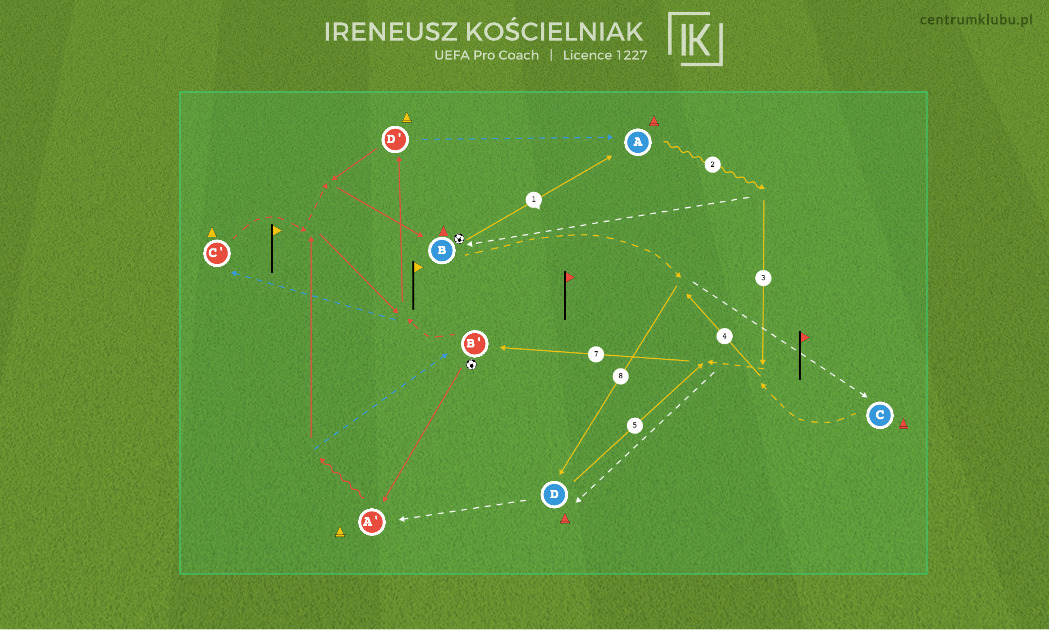 centrumklubu.pl
IRENEUSZ KOŚCIELNIAK
IK
UEFA Pro Coach | Licence 1227
D'
A
2
1
C'
B
3
B'
4
7
8
C
5
D
A'